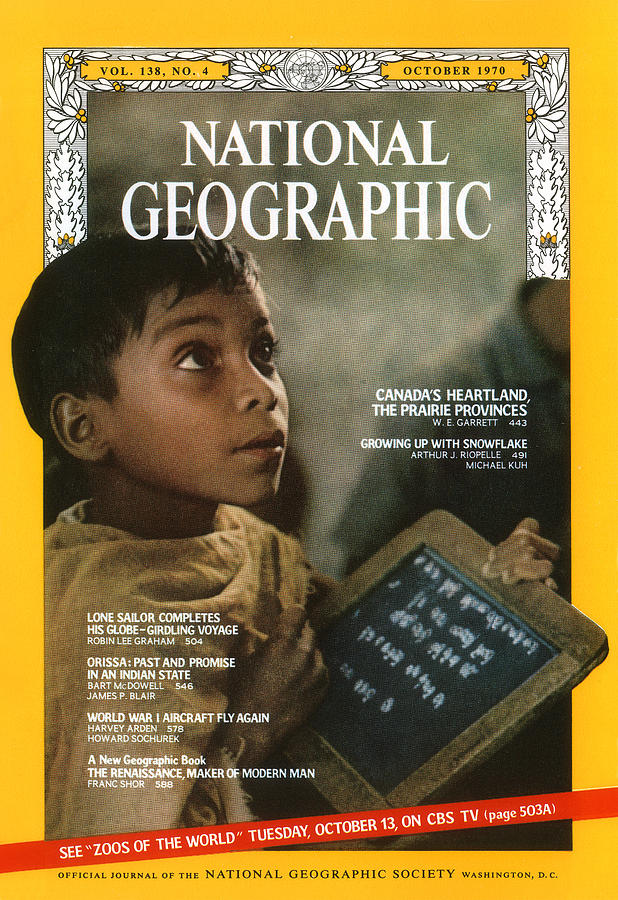 VOL. 138, NO. 4
OCTOBER 1970
NATIONAL
GEOGRAPHIC
CANADA'S HEARTLAND,
THE PRAIRIE PROVINCES
W. E. GARRETT 443
GROWING UP WITH SNOWFLAKE
ARTHUR J. RIOPELLE 491
MICHAEL KUH
LONE SAILOR COMPLETES
HIS GLOBE-GIRDLING VOYAGE
ROBIN LEE GRAHAM 504
ORISSA: PAST AND PROMISE
IN AN INDIAN STATE
BART McDOWELL 546
JAMES P. BLAIR
WORLD WAR I AIRCRAFT FLY AGAIN
HARVEY ARDEN 578
HOWARD SOCHUREK
A New Geographic Book
THE RENAISSANCE, MAKER OF MODERN MAN
FRANC SHOR 588
SEE "ZOOS OF THE WORLD" TUESDAY, OCTOBER 13, ON CBS TV (page 503A)
OFFICIAL JOURNAL OF THE NATIONAL GEOGRAPHIC SOCIETY WASHINGTON, D.C.